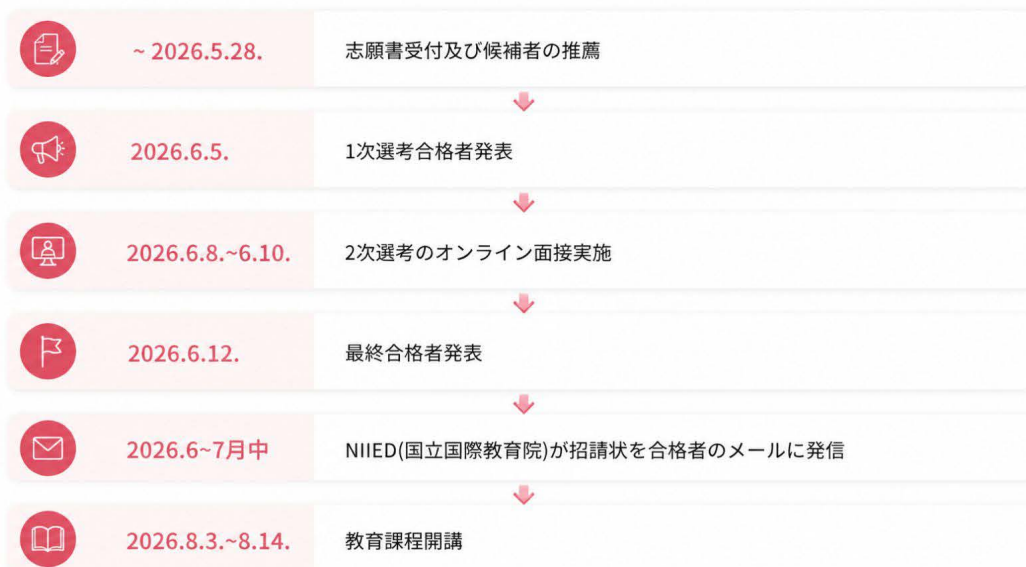 ~ 2026.5.28. 志願書受付及び候補者の推薦
2026.6.5. 1次選考合格者発表
2026.6.8.~6.10. 2次選考のオンライン面接実施
2026.6.12. 最終合格者発表
2026.6~7月中 NIIED(国立国際教育院)が招請状を合格者のメールに発信
2026.8.3.~8.14. 教育課程開講